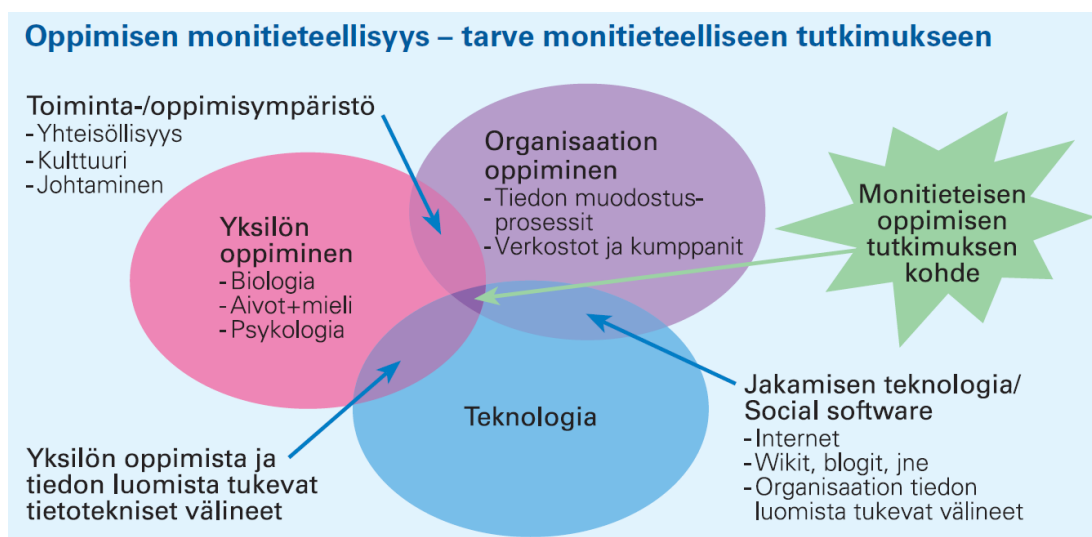 Oppimisen monitieteellisyys – tarve monitieteelliseen tutkimukseen
Toiminta-/oppimisympäristö
- Yhteisöllisyys
- Kulttuuri
- Johtaminen
Organisaation
oppiminen
- Tiedon muodostus-
prosessit
- Verkostot ja kumppanit
Monitieteisen
oppimisen
tutkimuksen
kohde
Yksilön
oppiminen
- Biologia
- Aivot+mieli
- Psykologia
Teknologia
Jakamisen teknologia/
Social software
- Internet
- Wikit, blogit, jne
- Organisaation tiedon
luomista tukevat välineet
Yksilön oppimista ja
tiedon luomista tukevat
tietotekniset välineet